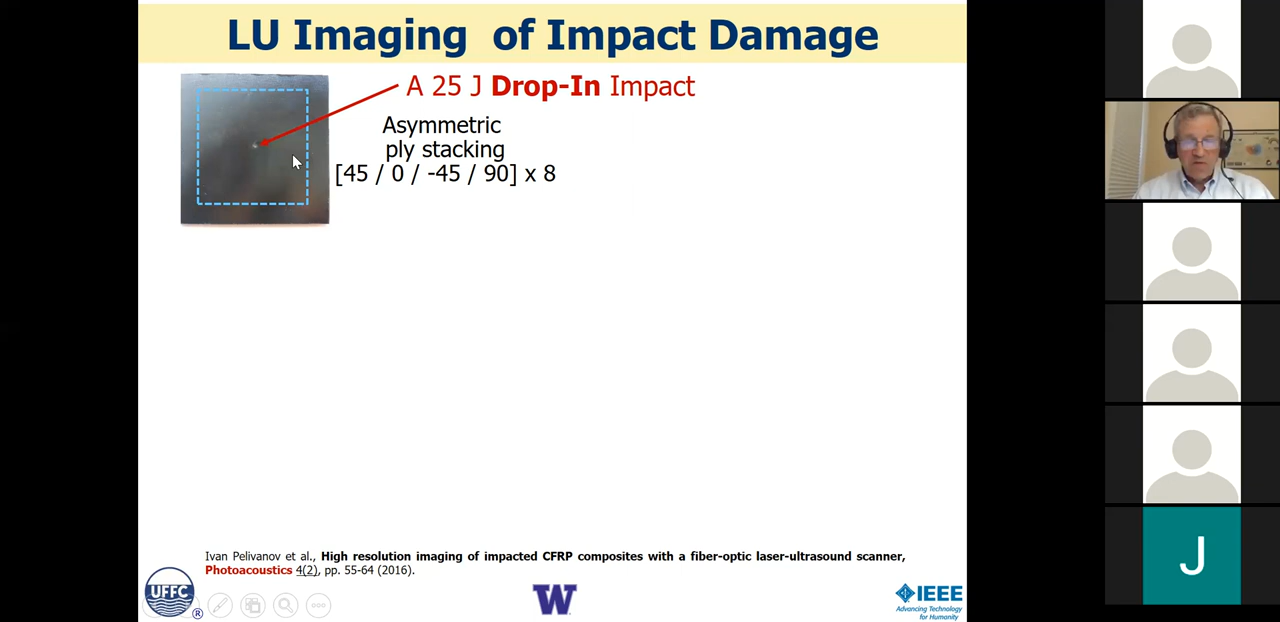 LU Imaging of Impact Damage
A 25 J Drop-In Impact
Asymmetric
ply stacking
[45 / 0 / -45 / 90] x 8
Ivan Pelivanov et al., High resolution imaging of impacted CFRP composites with a fiber-optic laser-ultrasound scanner,
Photoacoustics 4(2), pp. 55-64 (2016).
UFFC
®
W
IEEE
Advancing Technology
for Humanity
J